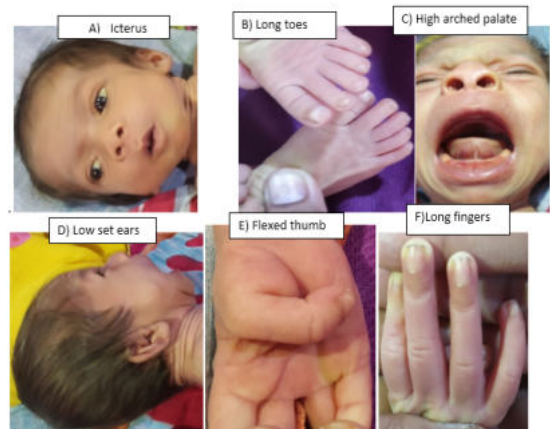 A) Icterus
B) Long toes
C) High arched palate
D) Low set ears
E) Flexed thumb
F)Long fingers